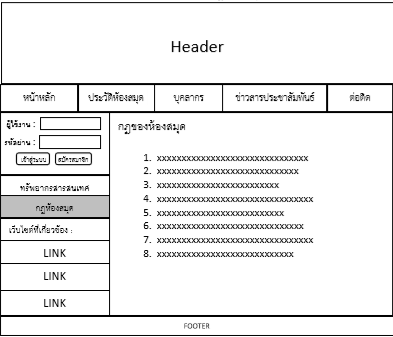 Header
หน้าหลัก ประวัติห้องสมุด บุคลากร ข่าวสารประชาสัมพันธ์ ต่อติด
ผู้ใช้งาน :
รหัสผ่าน :
เข้าสู่ระบบ สมัครสมาชิก
ทรัพยากรสารสนเทศ
กฎห้องสมุด
เว็บไซต์ที่เกี่ยวข้อง :
LINK
LINK
LINK
กฎของห้องสมุด
1. xxxxxxxxxxxxxxxxxxxxxxxxxxxxxxx
2. xxxxxxxxxxxxxxxxxxxxxxxxxxxxx
3. xxxxxxxxxxxxxxxxxxxxxxxxx
4. xxxxxxxxxxxxxxxxxxxxxxxxxxxxxxxx
5. xxxxxxxxxxxxxxxxxxxxxxxxxx
6. xxxxxxxxxxxxxxxxxxxxxxxxxxxxxx
7. xxxxxxxxxxxxxxxxxxxxxxxxxxxxxxxx
8. xxxxxxxxxxxxxxxxxxxxxxxxxxxx
FOOTER